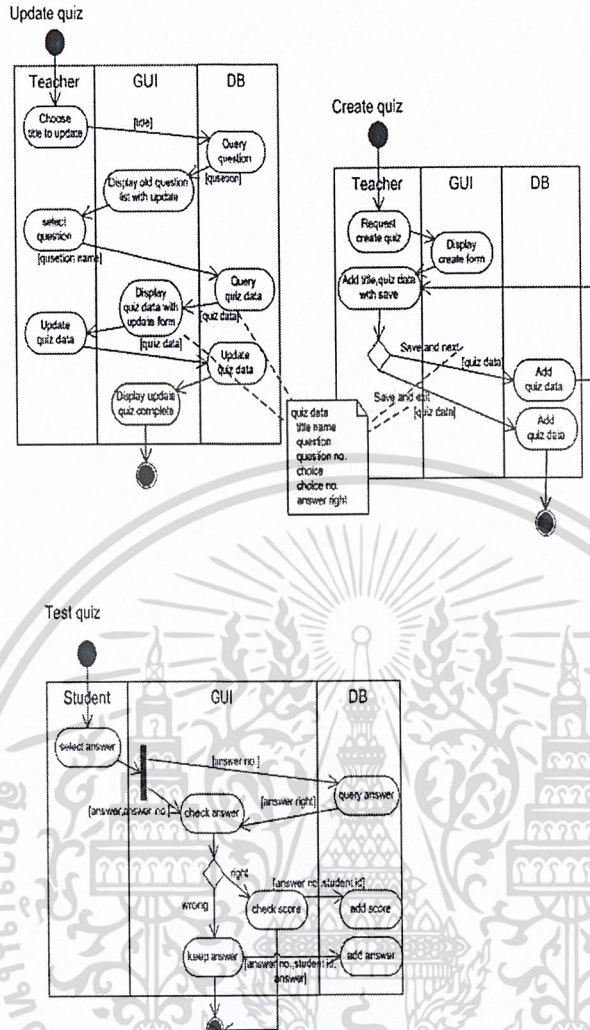 Update quiz
Teacher
GUI
DB
Choose
title to update
[title]
Query
question
[qusetion]
Display old question
list with update
select
question
[qusetion name]
Query
quiz data
[quiz data]
Display
quiz data with
update form
Update
quiz data
[quiz data]
Update
quiz data
Display update
quiz complete
Create quiz
Teacher
GUI
DB
Request
create quiz
Display
create form
Add title,quiz data
with save
Save and next
[quiz data]
Add
quiz data
Save and exit
[quiz data]
Add
quiz data
quiz data
title name
question
question no.
choice
choice no.
answer right
Test quiz
Student
GUI
DB
select answer
[answer no.]
query answer
[answer right]
[answer,answer no.]
check answer
right
wrong
[answer no.,student id]
check score
add score
keep answer
[answer no.,student id,
answer]
add answer